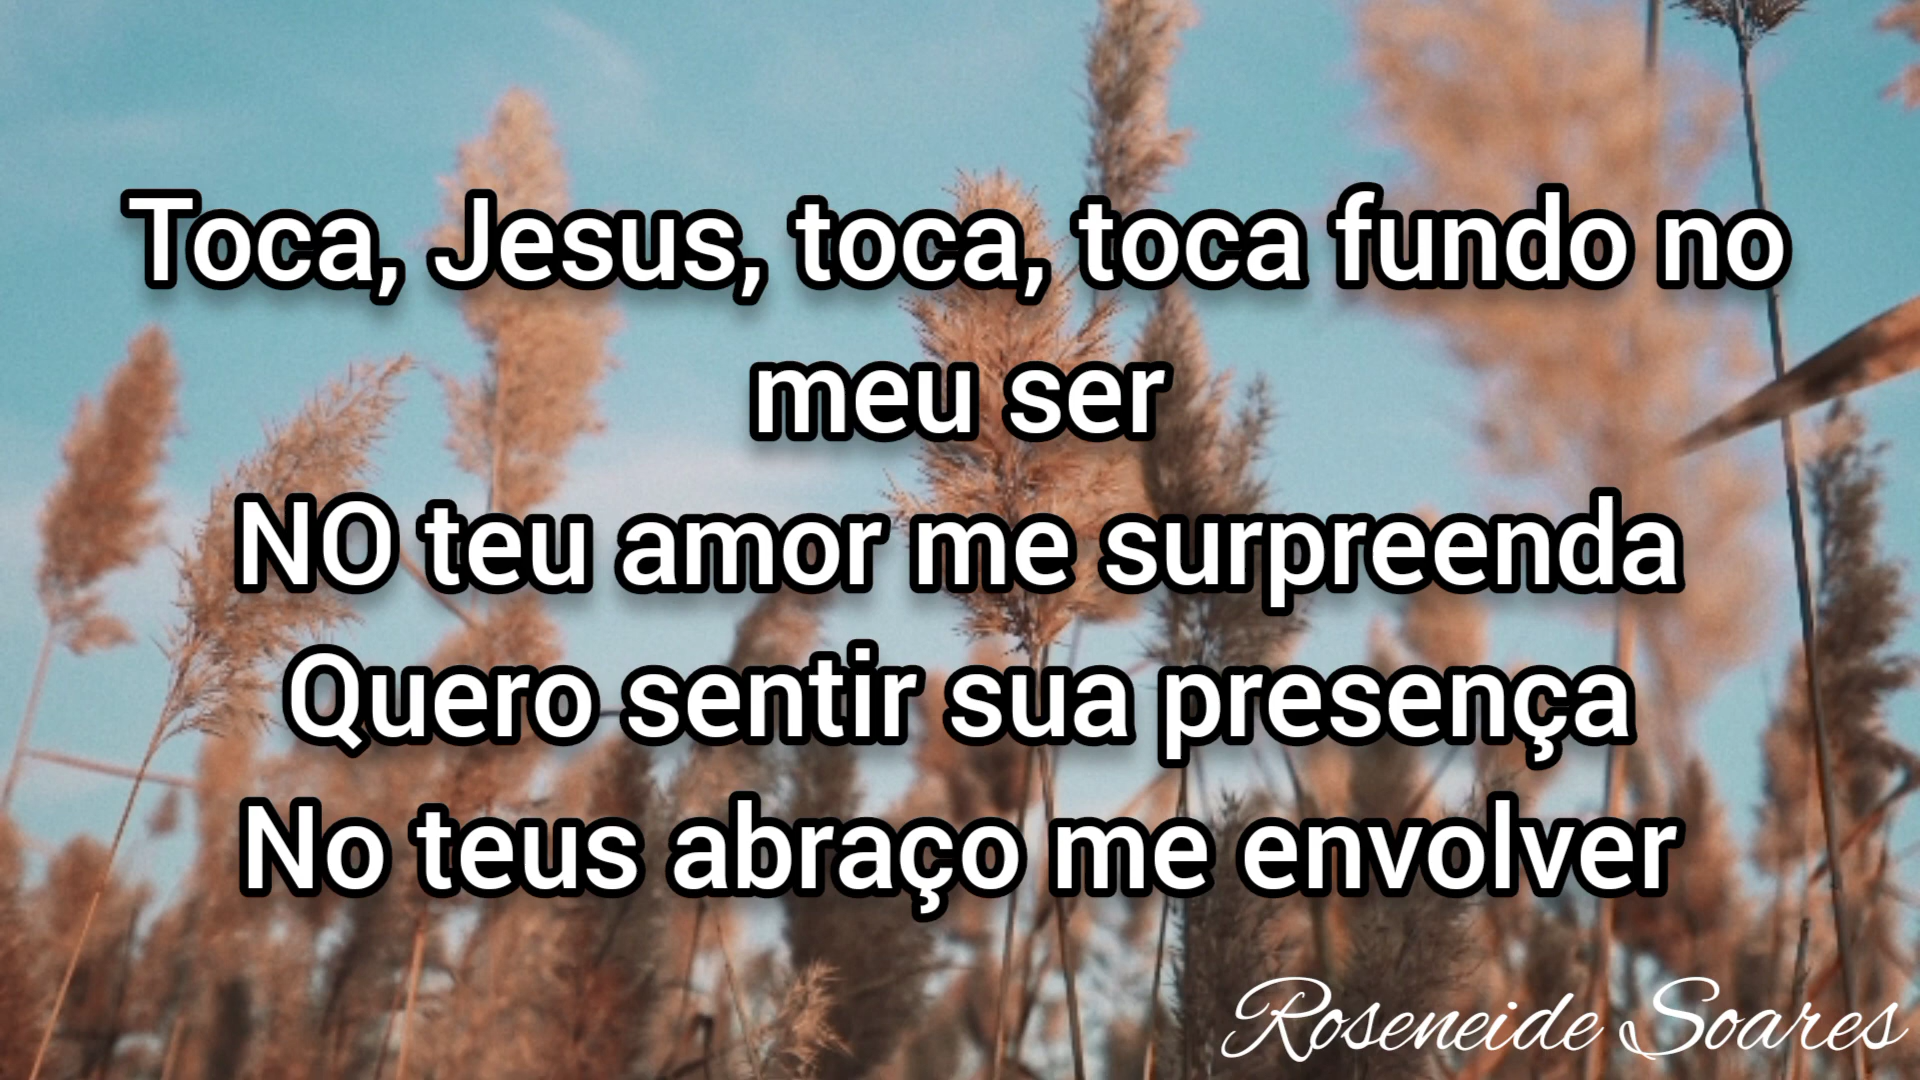 Toca, Jesus, toca, toca fundo no
meu ser
NO teu amor me surpreenda
Quero sentir sua presença
No teus abraço me envolver
Roseneide Soares